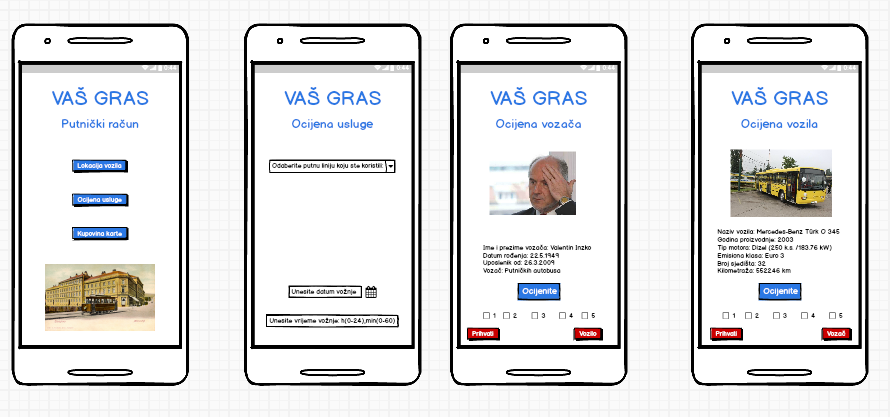 VAŠ GRAS
Putnički račun
Lokacija vozila
Ocijena usluge
Kupovina karte
VAŠ GRAS
Ocijena usluge
Odaberite putnu liniju koju ste koristili:
Unesite datum vožnje
Unesite vrijeme vožnje: h(0-24),min(0-60)
VAŠ GRAS
Ocijena vozača
Ime i prezime vozača: Valentin Inzko
Datum rođenja: 22.5.1949
Uposlenik od: 26.3.2009
Vozač: Putničkih autobusa
Ocijenite
1 2 3 4 5
Prihvati Vozilo
VAŠ GRAS
Ocijena vozila
Naziv vozila: Mercedes-Benz Türk O 345
Godina proizvodnje: 2003
Tip motora: Dizel (250 k.s. /183.76 kW)
Emisiona klasa: Euro 3
Broj sjedišta: 32
Kilometraža: 552246 km
Ocijenite
1 2 3 4 5
Prihvati Vozač